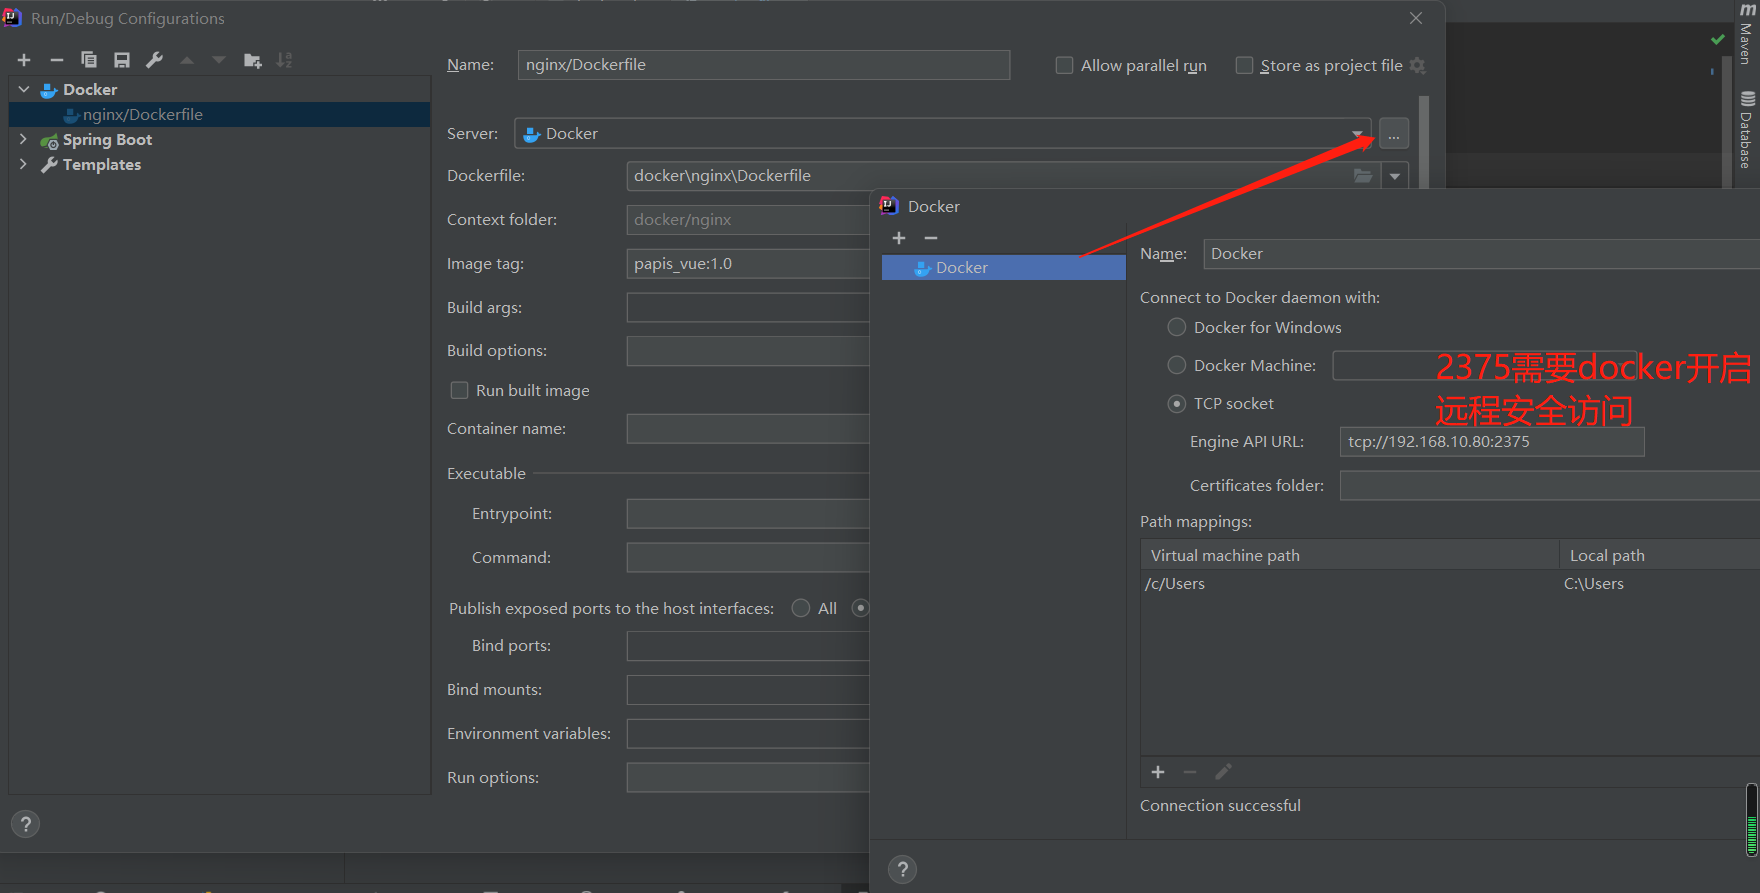 Run/Debug Configurations
Docker
nginx/Dockerfile
Spring Boot
Templates
Name:
nginx/Dockerfile
Allow parallel run
Store as project file
Server:
Docker
...
Dockerfile:
docker\nginx\Dockerfile
Context folder:
docker/nginx
Image tag:
papis_vue:1.0
Build args:
Build options:
Run built image
Container name:
Executable
Entrypoint:
Command:
Publish exposed ports to the host interfaces:
All
Bind ports:
Bind mounts:
Environment variables:
Run options:
?
Docker
Docker
Name:
Docker
Connect to Docker daemon with:
Docker for Windows
Docker Machine:
2375需要docker开启
远程安全访问
TCP socket
Engine API URL:
tcp://192.168.10.80:2375
Certificates folder:
Path mappings:
Virtual machine path
Local path
/c/Users
C:\Users
Connection successful
?
m
Maven
Database